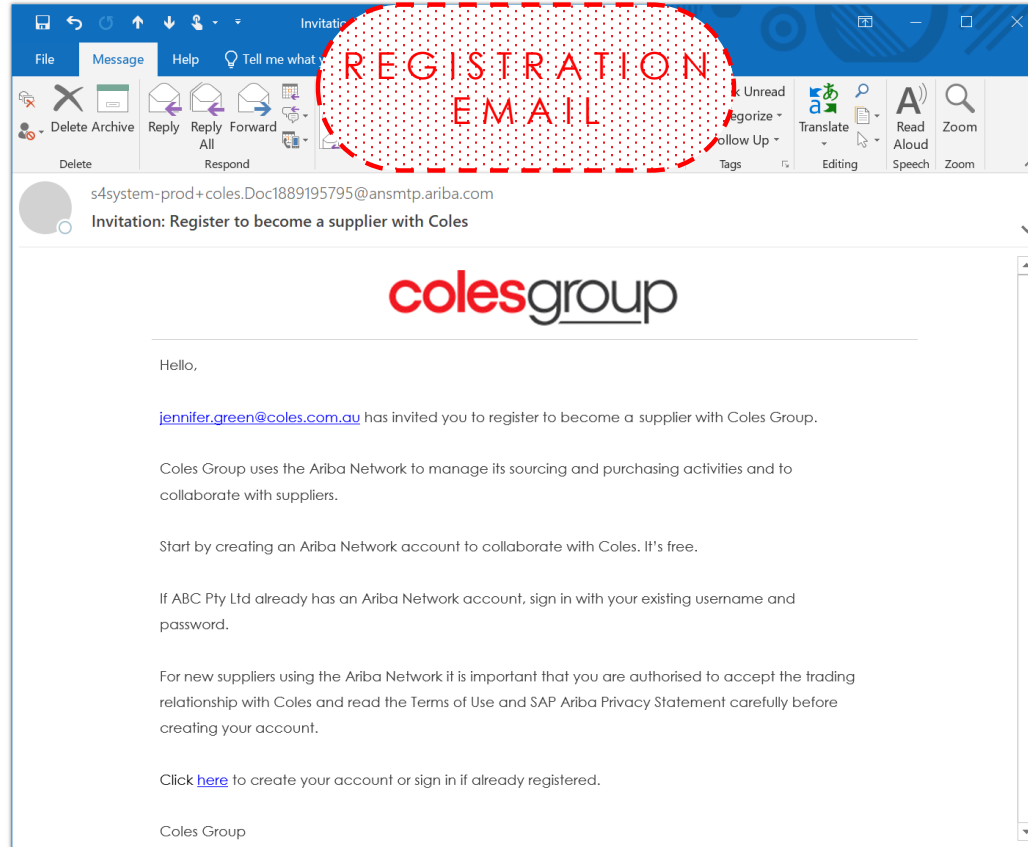 Invitatio
File Message Help Tell me what y
REGISTRATION
EMAIL
Delete Archive Reply Reply All Forward
Unread
egorize
ollow Up
Translate
Read Aloud
Zoom
Delete Respond Tags Editing Speech Zoom
s4system-prod+coles.Doc1889195795@ansmtp.ariba.com
Invitation: Register to become a supplier with Coles
colesgroup
Hello,
jennifer.green@coles.com.au has invited you to register to become a supplier with Coles Group.
Coles Group uses the Ariba Network to manage its sourcing and purchasing activities and to
collaborate with suppliers.
Start by creating an Ariba Network account to collaborate with Coles. It's free.
If ABC Pty Ltd already has an Ariba Network account, sign in with your existing username and
password.
For new suppliers using the Ariba Network it is important that you are authorised to accept the trading
relationship with Coles and read the Terms of Use and SAP Ariba Privacy Statement carefully before
creating your account.
Click here to create your account or sign in if already registered.
Coles Group